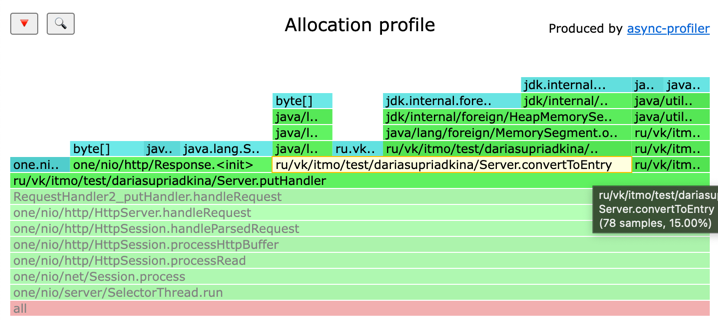 🔻 🔍 Allocation profile Produced by async-profiler
jdk.internal... ja.. java..
byte[] jdk.internal.fore.. jdk/internal/.. java/util..
java/l.. jdk/internal/foreign/HeapMemorySe.. java/util..
java/l.. java/lang/foreign/MemorySegment.o.. ru/vk/itm..
byte[] jav.. java.lang.S.. java/l.. ru.vk.. ru/vk/itmo/test/dariasupriadkina/.. ru/vk/itm..
one.ni.. one/nio/http/Response.<init> ru/vk/itmo/test/dariasupriadkina/Server.convertToEntry ru/vk/itm..
ru/vk/itmo/test/dariasupriadkina/Server.putHandler
RequestHandler2_putHandler.handleRequest
one/nio/http/HttpServer.handleRequest
one/nio/http/HttpSession.handleParsedRequest
one/nio/http/HttpSession.processHttpBuffer
one/nio/http/HttpSession.processRead
one/nio/net/Session.process
one/nio/server/SelectorThread.run
all
ru/vk/itmo/test/dariasup
Server.convertToEntry
(78 samples, 15.00%)